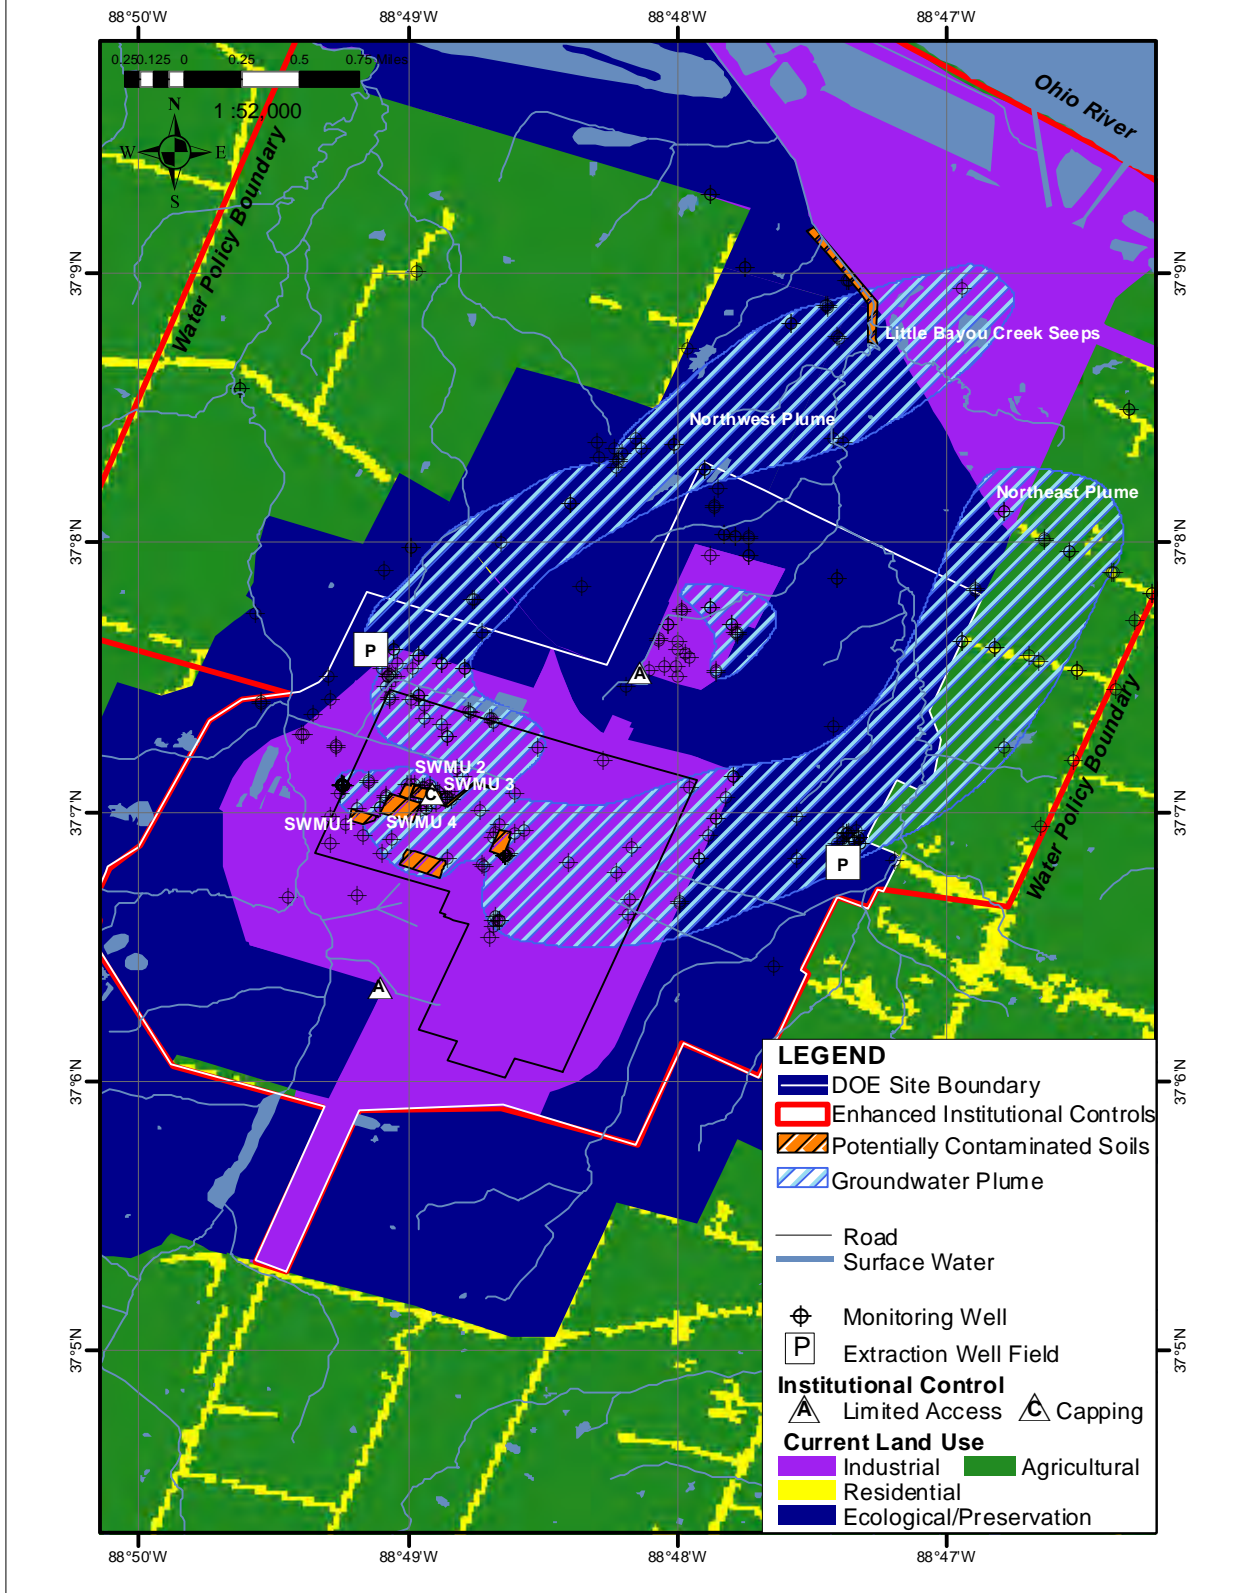 88°50'W 88°49'W 88°48'W 88°47'W
0.25 0.125 0 0.25 0.5 0.75 Miles
1 :52,000
N
W E
S
Ohio River
Water Policy Boundary
37°9'N 37°9'N
Little Bayou Creek Seeps
Northwest Plume
Northeast Plume
37°8'N 37°8'N
P
A
Water Policy Boundary
SWMU 2
SWMU 3
C
SWMU 1
SWMU 4
37°7'N 37°7'N
P
A
37°6'N 37°6'N
LEGEND
DOE Site Boundary
Enhanced Institutional Controls
Potentially Contaminated Soils
Groundwater Plume
Road
Surface Water
Monitoring Well
P Extraction Well Field
37°5'N 37°5'N
Institutional Control
A Limited Access C Capping
Current Land Use
Industrial Agricultural
Residential
Ecological/Preservation
88°50'W 88°49'W 88°48'W 88°47'W